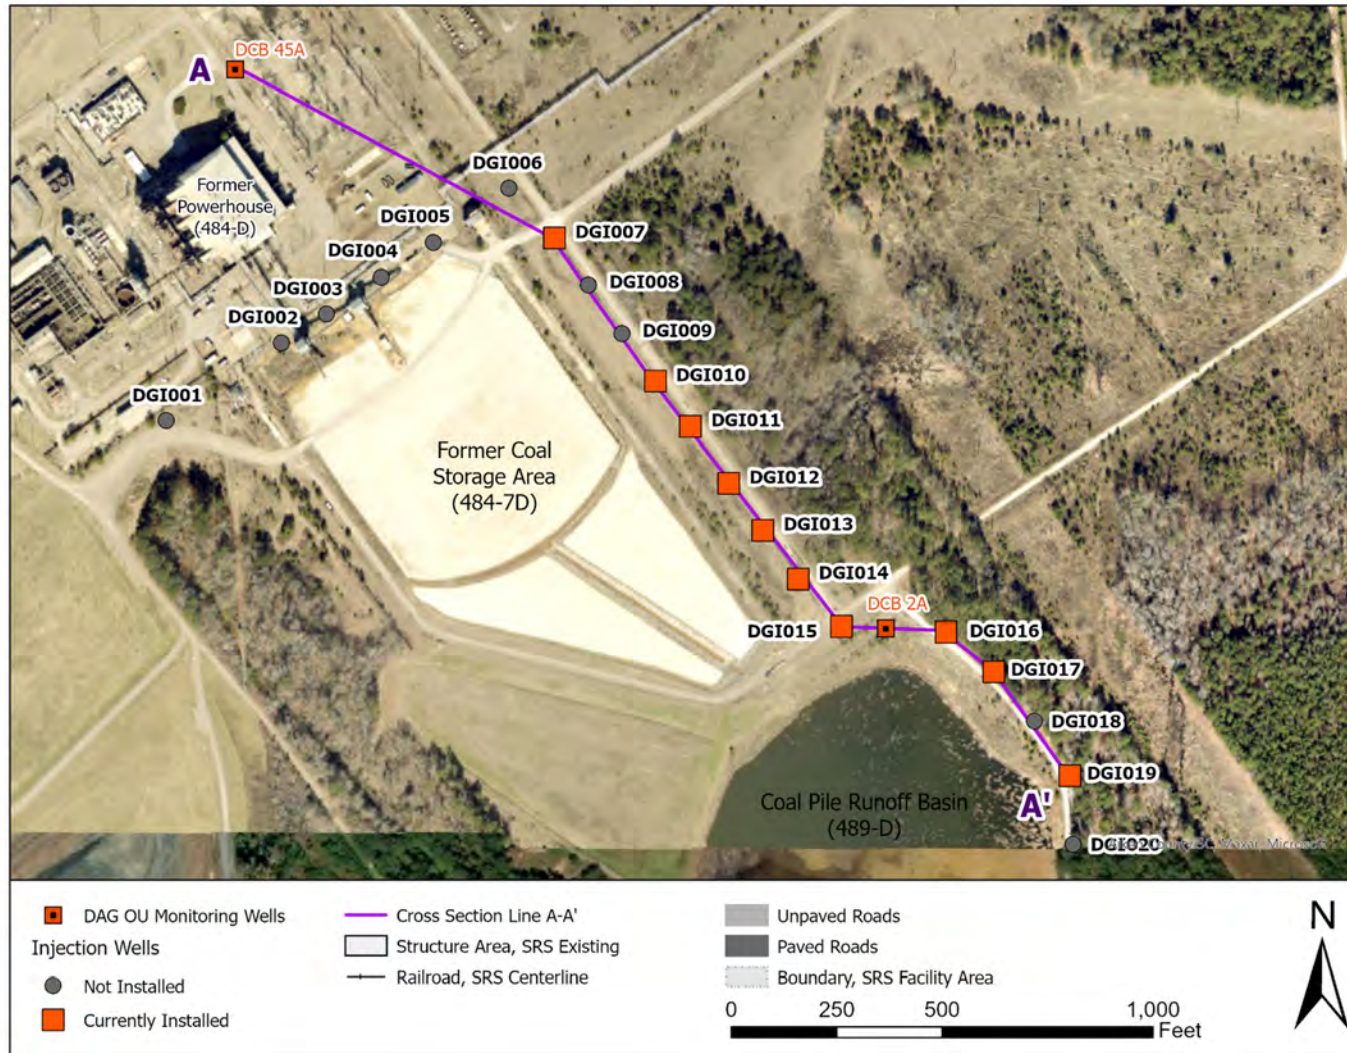 DCB 45A
A
DGI006
Former
Powerhouse
(484-D)
DGI005
DGI007
DGI004
DGI008
DGI003
DGI002
DGI009
DGI010
DGI001
DGI011
Former Coal
Storage Area
(484-7D)
DGI012
DGI013
DGI014
DCB 2A
DGI015
DGI016
DGI017
DGI018
DGI019
Coal Pile Runoff Basin
(489-D)
A'
DGI020
DAG OU Monitoring Wells
Injection Wells
Not Installed
Currently Installed
Cross Section Line A-A'
Structure Area, SRS Existing
Railroad, SRS Centerline
Unpaved Roads
Paved Roads
Boundary, SRS Facility Area
0 250 500 1,000
Feet
N